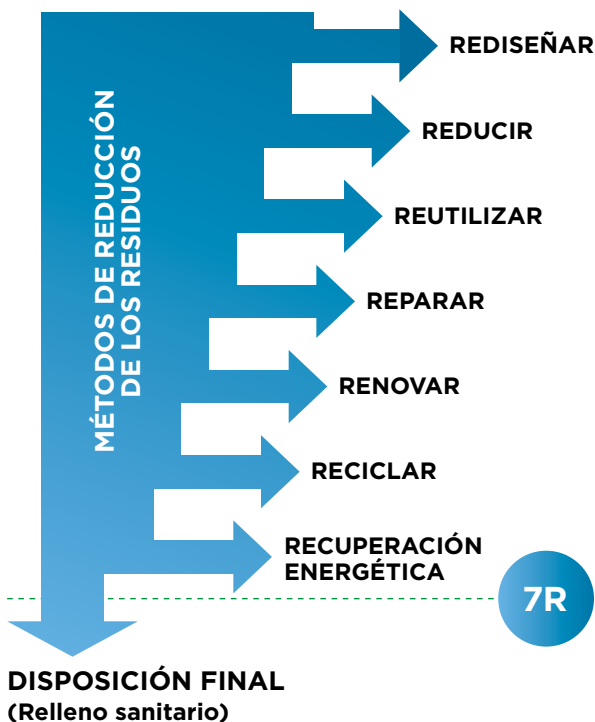 MÉTODOS DE REDUCCIÓN
DE LOS RESIDUOS
REDISEÑAR
REDUCIR
REUTILIZAR
REPARAR
RENOVAR
RECICLAR
RECUPERACIÓN
ENERGÉTICA
7R
DISPOSICIÓN FINAL
(Relleno sanitario)